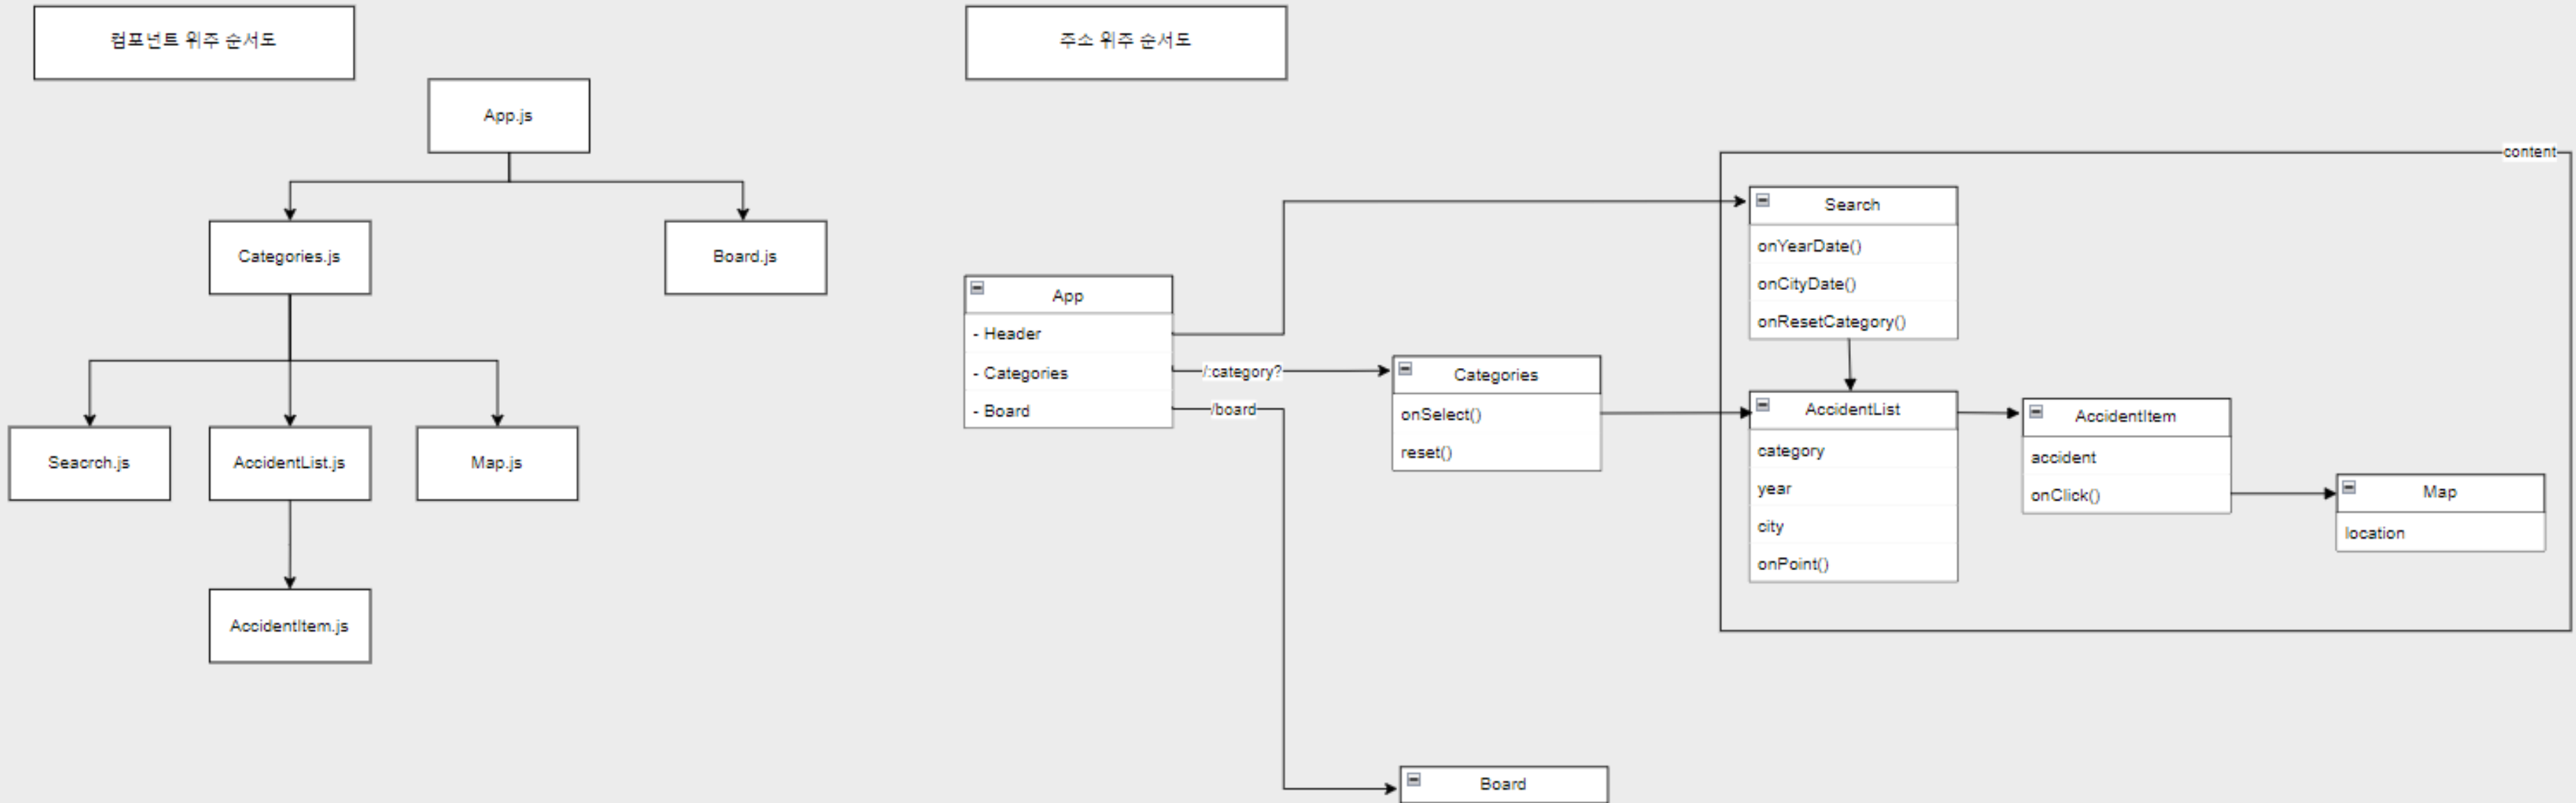 컴포넌트 위주 순서도
App.js
Categories.js
Board.js
Seacrch.js
AccidentList.js
Map.js
AccidentItem.js
주소 위주 순서도
App
- Header
- Categories
- Board
/:category?
/board
Categories
onSelect()
reset()
content
Search
onYearDate()
onCityDate()
onResetCategory()
AccidentList
category
year
city
onPoint()
AccidentItem
accident
onClick()
Map
location
Board